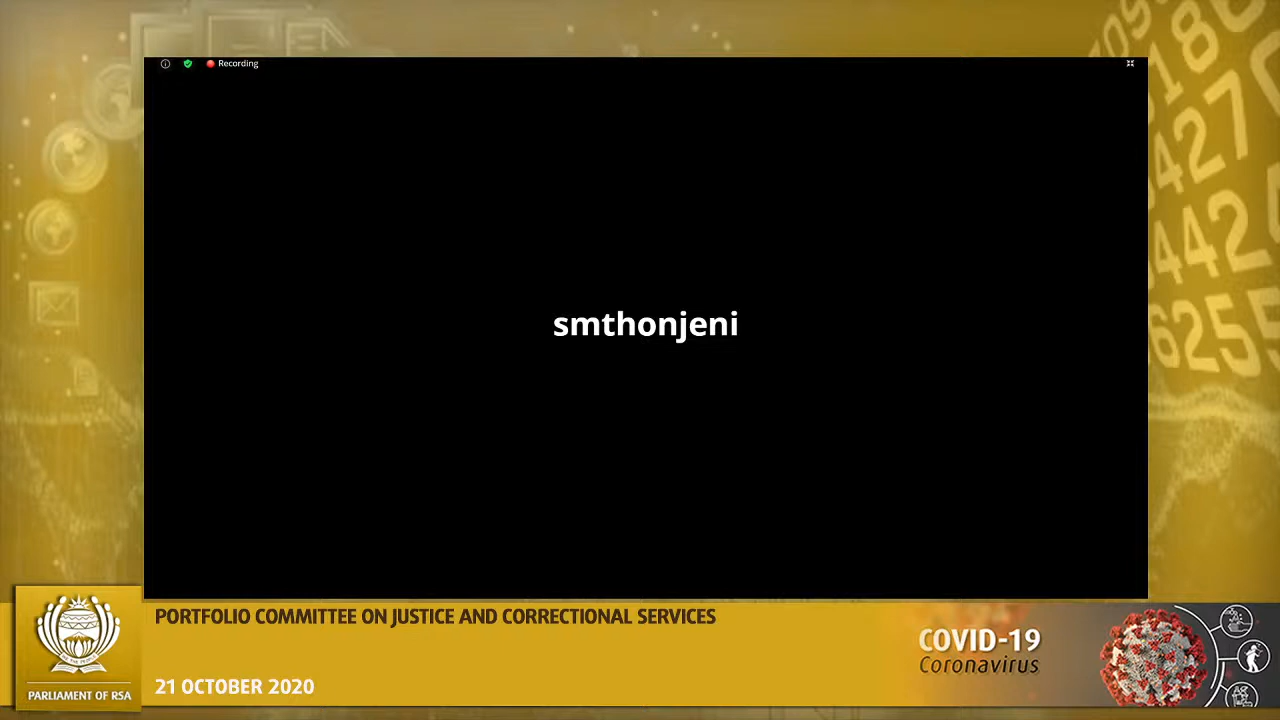 Recording
smthonjeni
PORTFOLIO COMMITTEE ON JUSTICE AND CORRECTIONAL SERVICES
21 OCTOBER 2020
PARLIAMENT OF RSA
COVID-19
Coronavirus